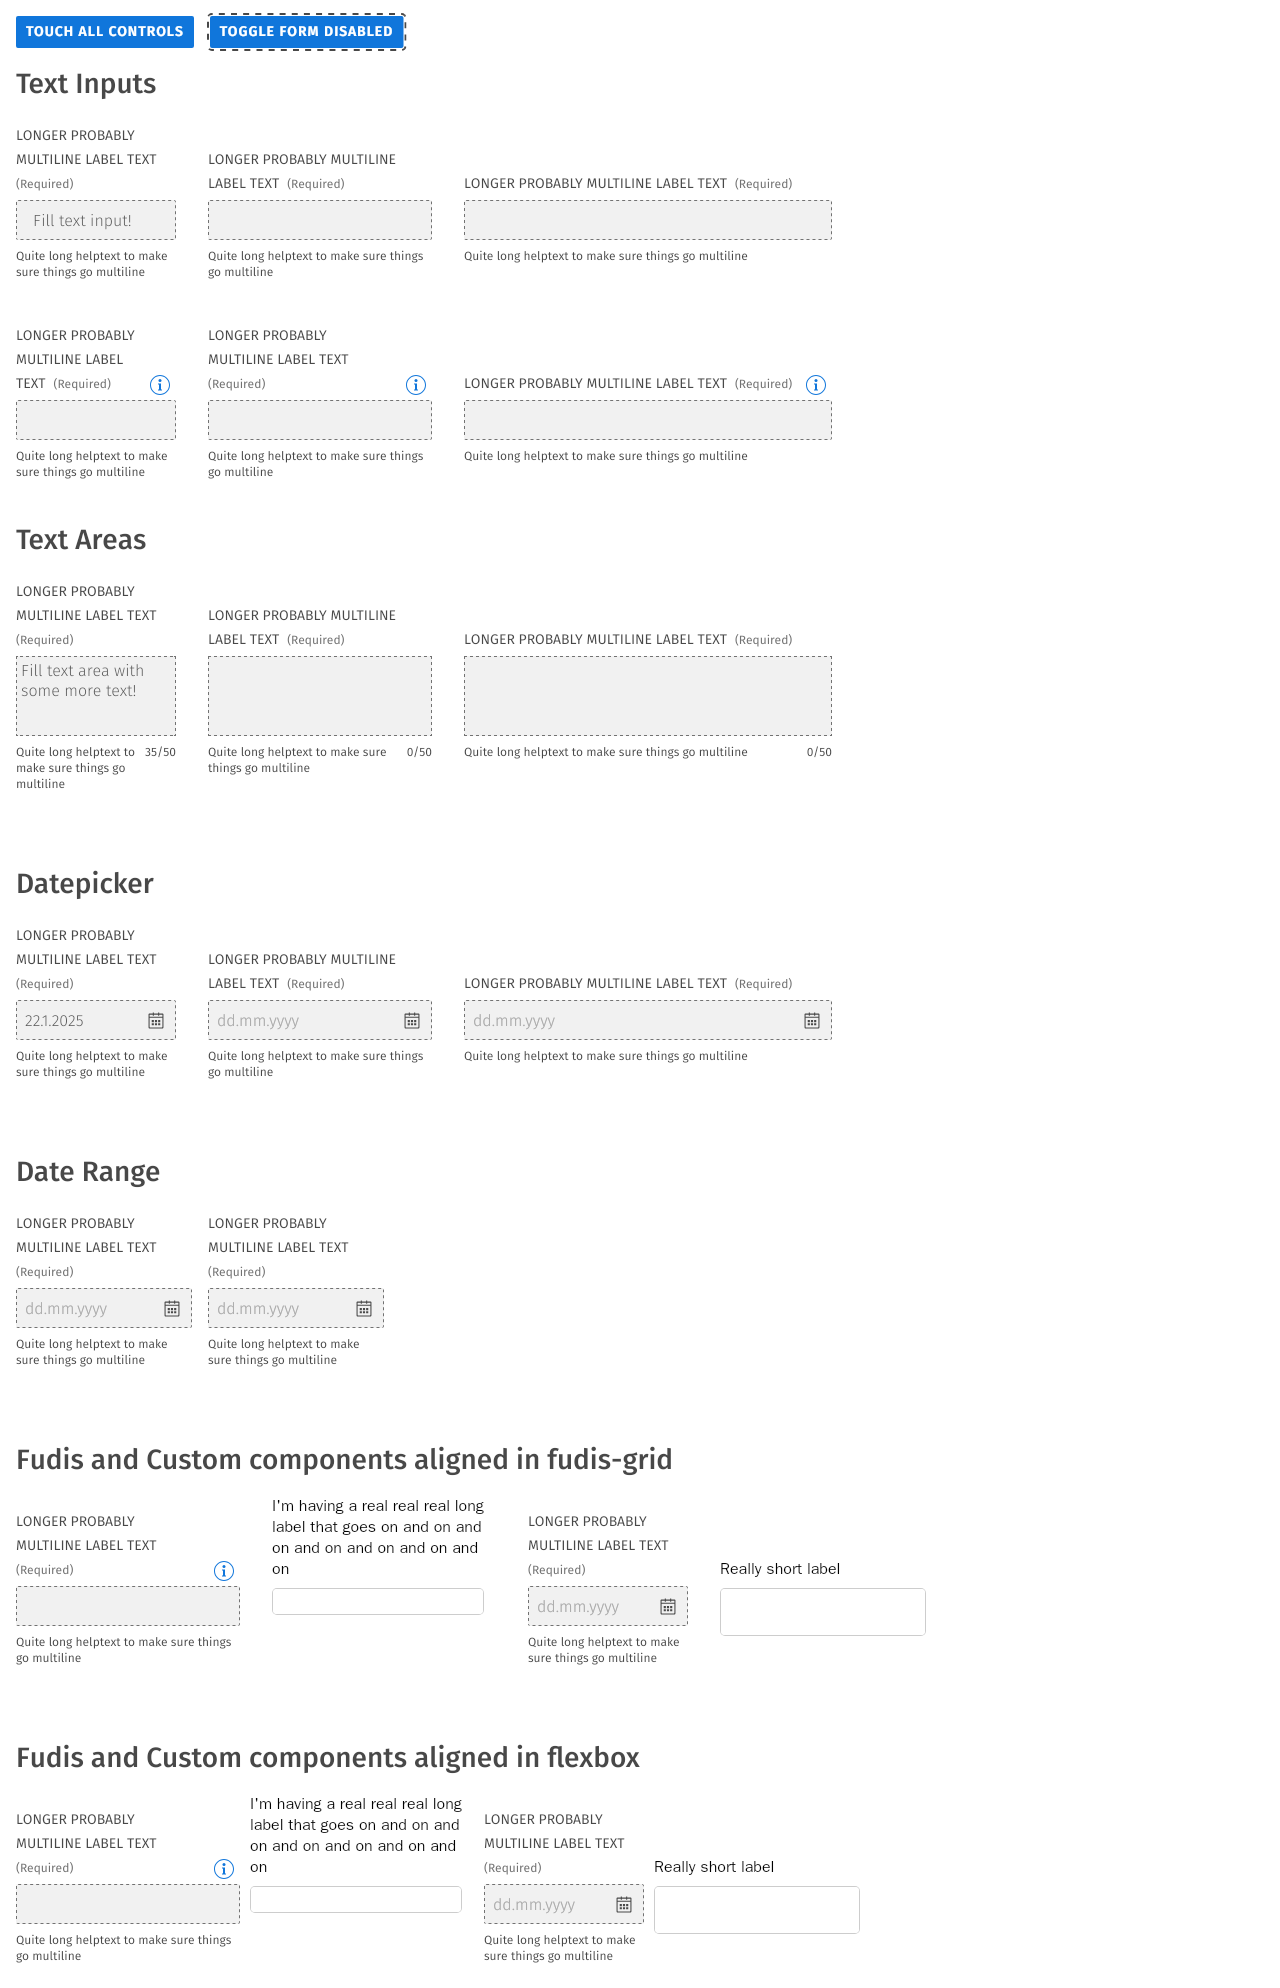 TOUCH ALL CONTROLS
TOGGLE FORM DISABLED
Text Inputs
LONGER PROBABLY
MULTILINE LABEL TEXT
(Required)
Fill text input!
Quite long helptext to make
sure things go multiline
LONGER PROBABLY MULTILINE
LABEL TEXT (Required)
Quite long helptext to make sure things
go multiline
LONGER PROBABLY MULTILINE LABEL TEXT (Required)
Quite long helptext to make sure things go multiline
LONGER PROBABLY
MULTILINE LABEL
TEXT (Required)
Quite long helptext to make
sure things go multiline
LONGER PROBABLY
MULTILINE LABEL TEXT
(Required)
Quite long helptext to make sure things
go multiline
LONGER PROBABLY MULTILINE LABEL TEXT (Required)
Quite long helptext to make sure things go multiline
Text Areas
LONGER PROBABLY
MULTILINE LABEL TEXT
(Required)
Fill text area with
some more text!
Quite long helptext to 35/50
make sure things go
multiline
LONGER PROBABLY MULTILINE
LABEL TEXT (Required)
Quite long helptext to make sure 0/50
things go multiline
LONGER PROBABLY MULTILINE LABEL TEXT (Required)
Quite long helptext to make sure things go multiline 0/50
Datepicker
LONGER PROBABLY
MULTILINE LABEL TEXT
(Required)
22.1.2025
Quite long helptext to make
sure things go multiline
LONGER PROBABLY MULTILINE
LABEL TEXT (Required)
dd.mm.yyyy
Quite long helptext to make sure things
go multiline
LONGER PROBABLY MULTILINE LABEL TEXT (Required)
dd.mm.yyyy
Quite long helptext to make sure things go multiline
Date Range
LONGER PROBABLY
MULTILINE LABEL TEXT
(Required)
dd.mm.yyyy
Quite long helptext to make
sure things go multiline
LONGER PROBABLY
MULTILINE LABEL TEXT
(Required)
dd.mm.yyyy
Quite long helptext to make
sure things go multiline
Fudis and Custom components aligned in fudis-grid
LONGER PROBABLY
MULTILINE LABEL TEXT
(Required)
Quite long helptext to make sure things
go multiline
I'm having a real real real long
label that goes on and on and
on and on and on and on and
on
LONGER PROBABLY
MULTILINE LABEL TEXT
(Required)
dd.mm.yyyy
Quite long helptext to make
sure things go multiline
Really short label
Fudis and Custom components aligned in flexbox
LONGER PROBABLY
MULTILINE LABEL TEXT
(Required)
Quite long helptext to make sure things
go multiline
I'm having a real real real long
label that goes on and on and
on and on and on and on and
on
LONGER PROBABLY
MULTILINE LABEL TEXT
(Required)
dd.mm.yyyy
Quite long helptext to make
sure things go multiline
Really short label